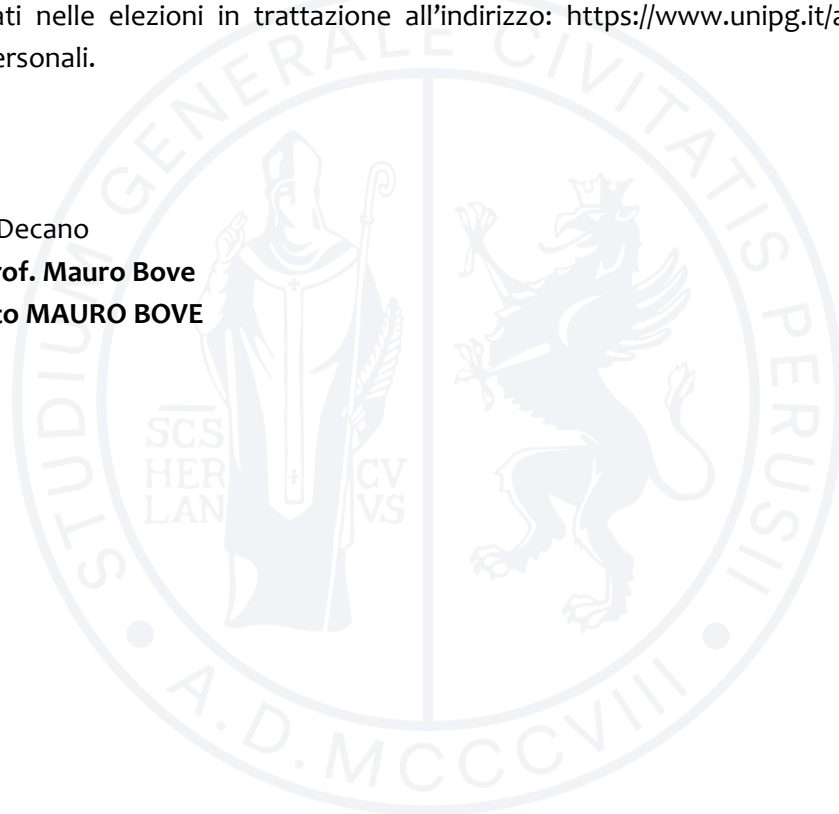 ati nelle elezioni in trattazione all’indirizzo: https://www.unipg.it/a
ersonali.
Decano
rof. Mauro Bove
to MAURO BOVE
STUDIUM GENERALE CIVITATIS PERUSII
SCS
HER
LAN
CV
VS
A.D. MCCCVIII